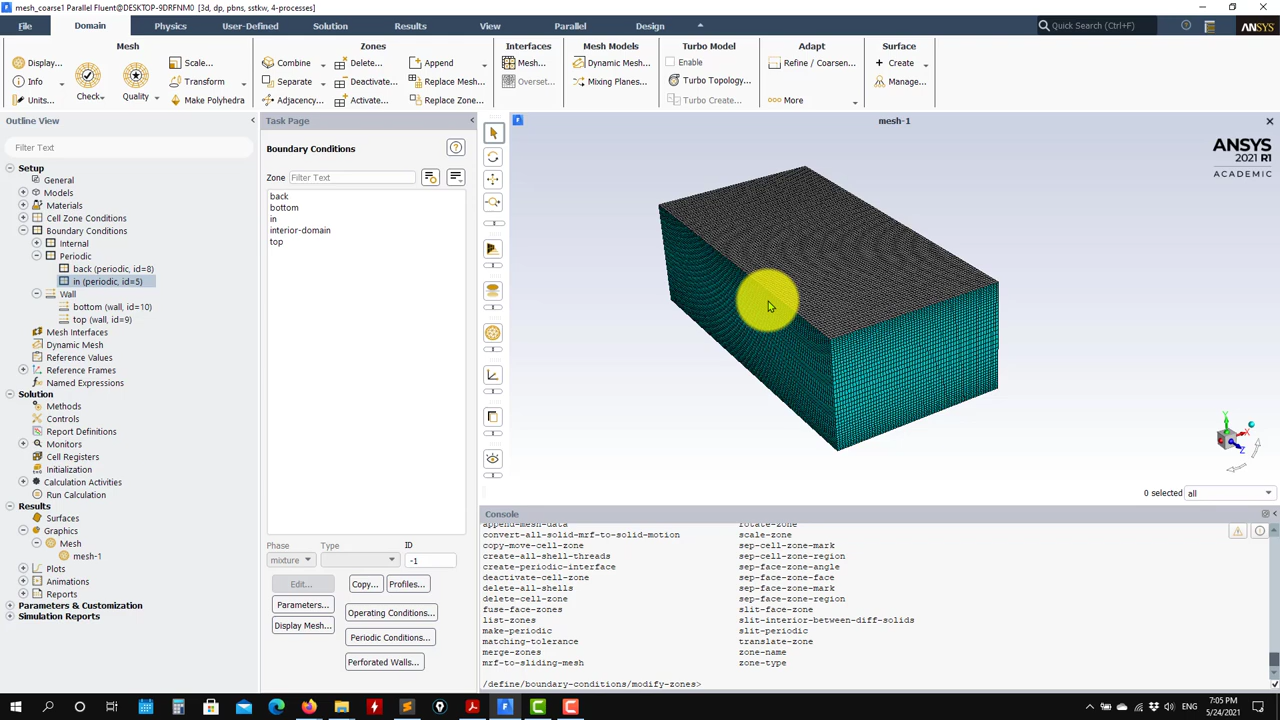 mesh_coarse1 Parallel Fluent@DESKTOP-9DRFNM0 [3d, dp, pbns, sstkw, 4-processes]
File Domain Physics User-Defined Solution Results View Parallel Design
Quick Search (Ctrl+F)
ANSYS
Mesh
Display...
Info
Units...
Check
Quality
Scale...
Transform
Make Polyhedra
Zones
Combine
Separate
Adjacency...
Delete...
Deactivate...
Activate...
Append
Replace Mesh...
Replace Zone...
Interfaces
Mesh...
Overset...
Mesh Models
Dynamic Mesh...
Mixing Planes...
Turbo Model
Enable
Turbo Topology...
Turbo Create...
Adapt
Refine / Coarsen...
More
Surface
Create
Manage...
Outline View
Filter Text
Setup
General
Models
Materials
Cell Zone Conditions
Boundary Conditions
Internal
Periodic
back (periodic, id=8)
in (periodic, id=5)
Wall
bottom (wall, id=10)
top (wall, id=9)
Mesh Interfaces
Dynamic Mesh
Reference Values
Reference Frames
Named Expressions
Solution
Methods
Controls
Report Definitions
Monitors
Cell Registers
Initialization
Calculation Activities
Run Calculation
Results
Surfaces
Graphics
Mesh
mesh-1
Plots
Animations
Reports
Parameters & Customization
Simulation Reports
Task Page
Boundary Conditions
Zone Filter Text
back
bottom
in
interior-domain
top
Phase Type ID
mixture -1
Edit... Copy... Profiles...
Parameters... Operating Conditions...
Display Mesh... Periodic Conditions...
Perforated Walls...
mesh-1
ANSYS
2021 R1
ACADEMIC
Y
X
Z
0 selected all
Console
append-mesh-data rotate-zone
convert-all-solid-mrf-to-solid-motion scale-zone
copy-move-cell-zone sep-cell-zone-mark
create-all-shell-threads sep-cell-zone-region
create-periodic-interface sep-face-zone-angle
deactivate-cell-zone sep-face-zone-face
delete-all-shells sep-face-zone-mark
delete-cell-zone sep-face-zone-region
fuse-face-zones slit-face-zone
list-zones slit-interior-between-diff-solids
make-periodic slit-periodic
matching-tolerance translate-zone
merge-zones zone-name
mrf-to-sliding-mesh zone-type
/define/boundary-conditions/modify-zones>
ENG
7:05 PM
5/24/2021